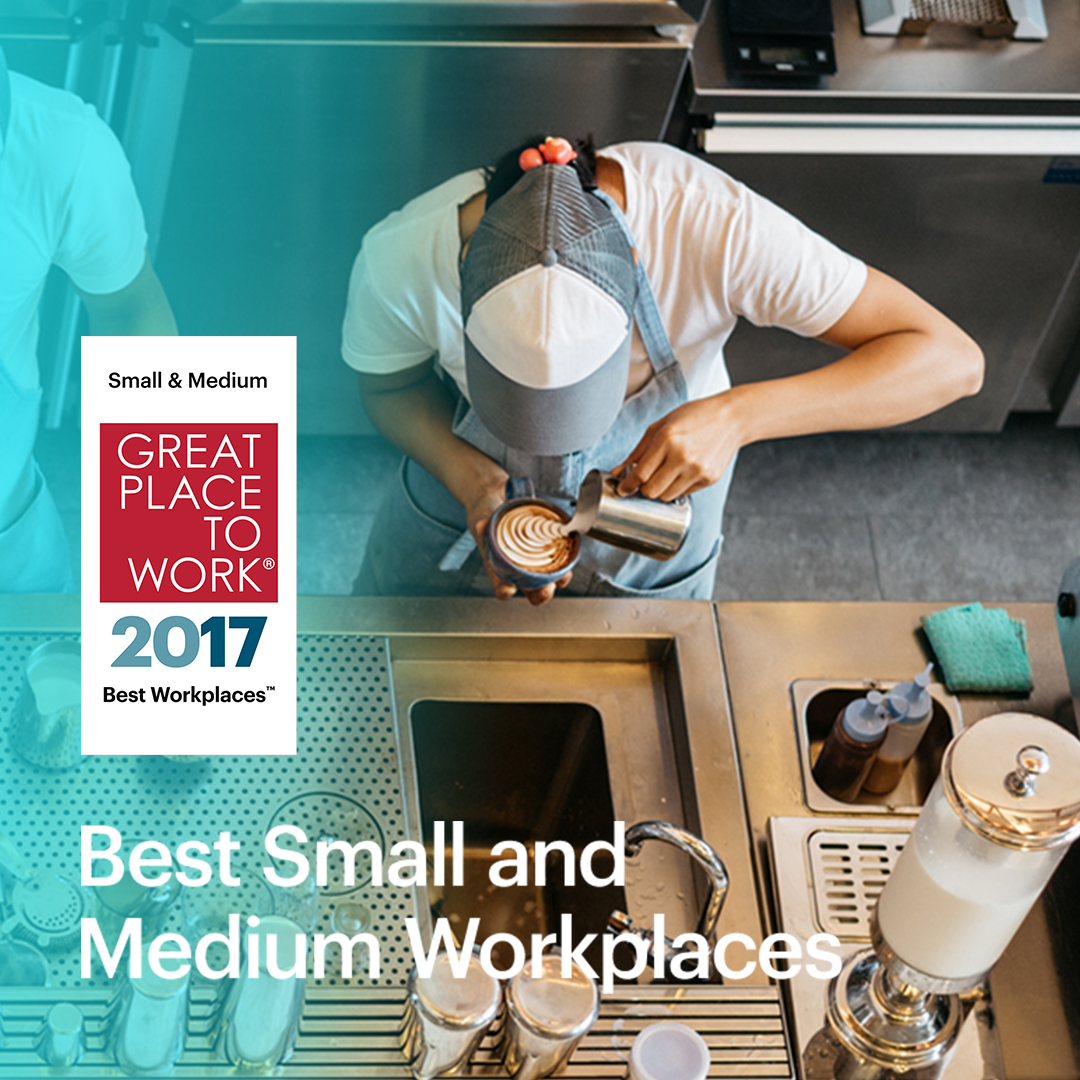 Small & Medium
GREAT
PLACE
TO
WORK®
2017
Best Workplaces™
Best Small and
Medium Workplaces